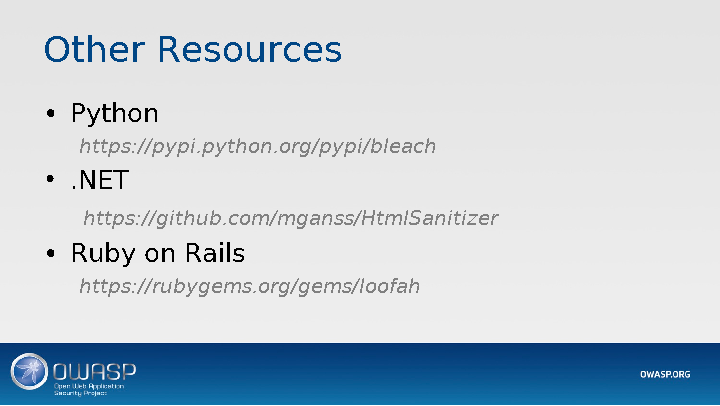 Other Resources
• Python
https://pypi.python.org/pypi/bleach
• .NET
https://github.com/mganss/HtmlSanitizer
• Ruby on Rails
https://rubygems.org/gems/loofah
OWASP
Open Web Application
Security Project
OWASP.ORG